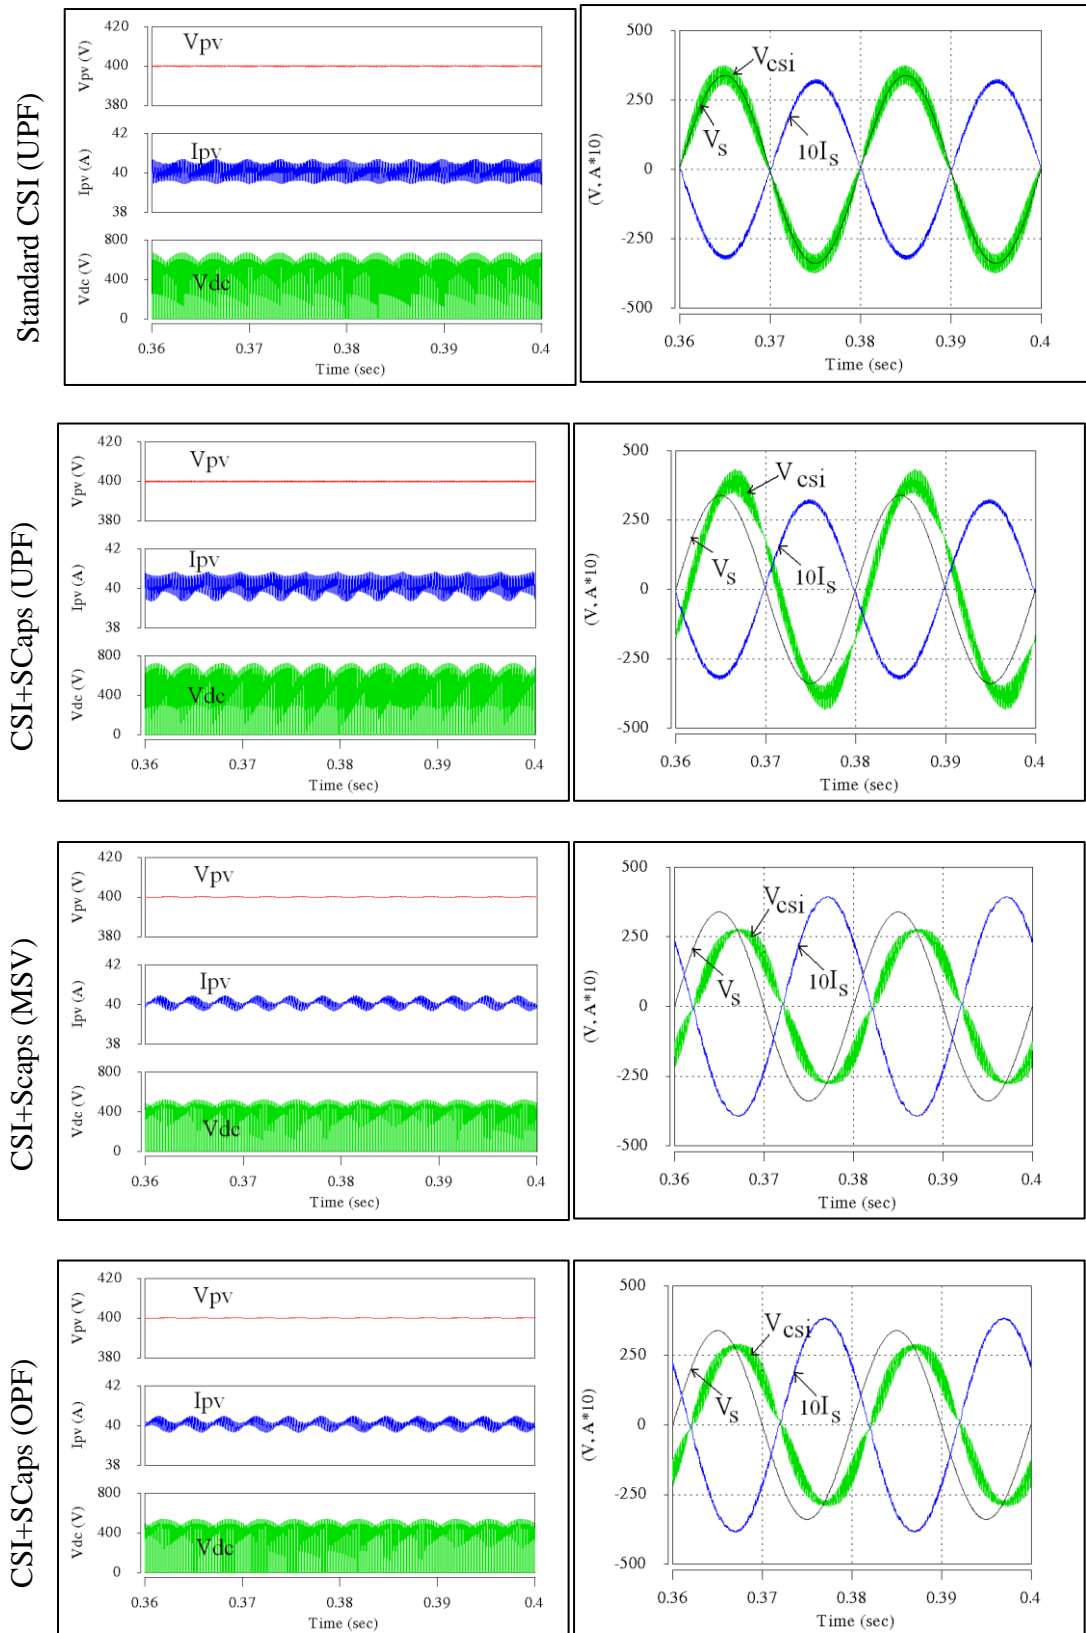 Standard CSI (UPF)
Vpv (V)
420
400
380
Vpv
Ipv (A)
42
40
38
Ipv
Vdc (V)
800
400
0
Vdc
0.36 0.37 0.38 0.39 0.4
Time (sec)
(V, A*10)
500
250
0
-250
-500
Vcsi
Vs
10Is
0.36 0.37 0.38 0.39 0.4
Time (sec)
CSI+SCaps (UPF)
Vpv (V)
420
400
380
Vpv
Ipv (A)
42
40
38
Ipv
Vdc (V)
800
400
0
Vdc
0.36 0.37 0.38 0.39 0.4
Time (sec)
(V, A*10)
500
250
0
-250
-500
Vcsi
Vs
10Is
0.36 0.37 0.38 0.39 0.4
Time (sec)
CSI+Scaps (MSV)
Vpv (V)
420
400
380
Vpv
Ipv (A)
42
40
38
Ipv
Vdc (V)
800
400
0
Vdc
0.36 0.37 0.38 0.39 0.4
Time (sec)
(V, A*10)
500
250
0
-250
-500
Vcsi
Vs
10Is
0.36 0.37 0.38 0.39 0.4
Time (sec)
CSI+SCaps (OPF)
Vpv (V)
420
400
380
Vpv
Ipv (A)
42
40
38
Ipv
Vdc (V)
800
400
0
Vdc
0.36 0.37 0.38 0.39 0.4
Time (sec)
(V, A*10)
500
250
0
-250
-500
Vcsi
Vs
10Is
0.36 0.37 0.38 0.39 0.4
Time (sec)